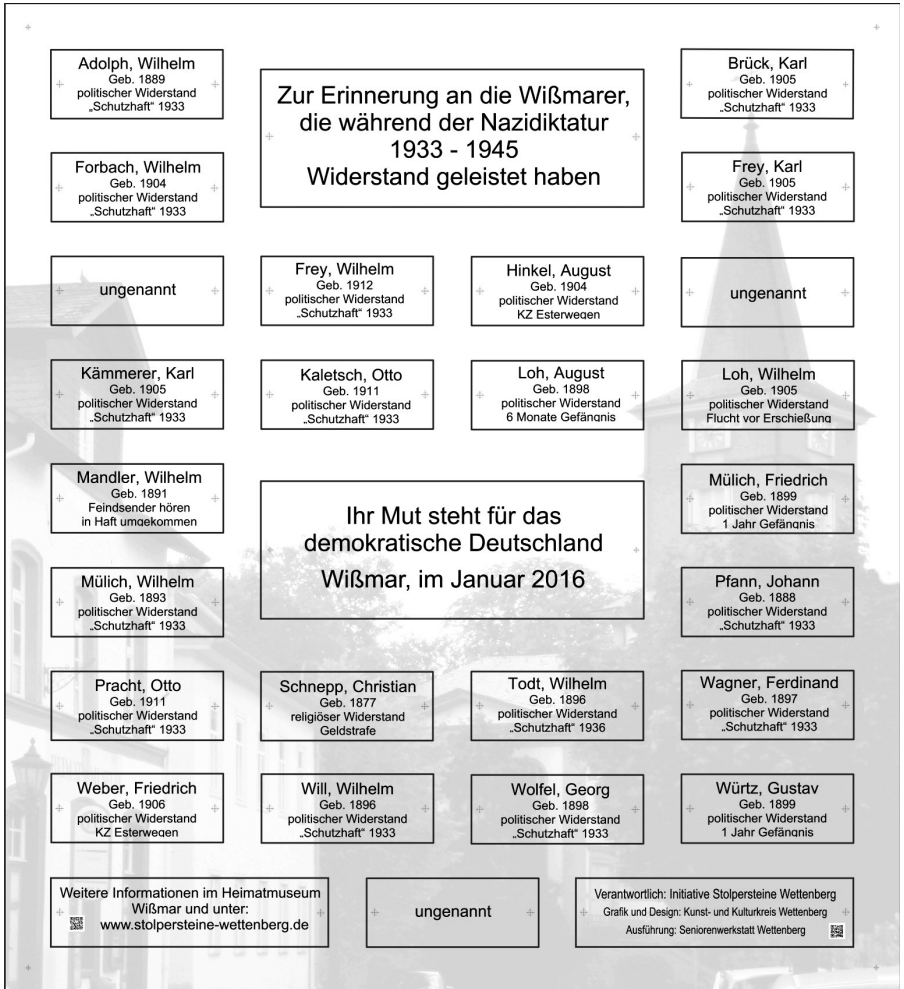 Adolph, Wilhelm
Geb. 1889
politischer Widerstand
„Schutzhaft“ 1933
Zur Erinnerung an die Wißmarer,
die während der Nazidiktatur
1933 - 1945
Widerstand geleistet haben
Brück, Karl
Geb. 1905
politischer Widerstand
„Schutzhaft“ 1933
Forbach, Wilhelm
Geb. 1904
politischer Widerstand
„Schutzhaft“ 1933
Frey, Karl
Geb. 1905
politischer Widerstand
„Schutzhaft“ 1933
ungenannt
Frey, Wilhelm
Geb. 1912
politischer Widerstand
„Schutzhaft“ 1933
Hinkel, August
Geb. 1904
politischer Widerstand
KZ Esterwegen
ungenannt
Kämmerer, Karl
Geb. 1905
politischer Widerstand
„Schutzhaft“ 1933
Kaletsch, Otto
Geb. 1911
politischer Widerstand
„Schutzhaft“ 1933
Loh, August
Geb. 1898
politischer Widerstand
6 Monate Gefängnis
Loh, Wilhelm
Geb. 1905
politischer Widerstand
Flucht vor Erschießung
Mandler, Wilhelm
Geb. 1891
Feindsender hören
in Haft umgekommen
Ihr Mut steht für das
demokratische Deutschland
Wißmar, im Januar 2016
Mülich, Friedrich
Geb. 1899
politischer Widerstand
1 Jahr Gefängnis
Mülich, Wilhelm
Geb. 1893
politischer Widerstand
„Schutzhaft“ 1933
Pfann, Johann
Geb. 1888
politischer Widerstand
„Schutzhaft“ 1933
Pracht, Otto
Geb. 1911
politischer Widerstand
„Schutzhaft“ 1933
Schnepp, Christian
Geb. 1877
religiöser Widerstand
Geldstrafe
Todt, Wilhelm
Geb. 1896
politischer Widerstand
„Schutzhaft“ 1936
Wagner, Ferdinand
Geb. 1897
politischer Widerstand
„Schutzhaft“ 1933
Weber, Friedrich
Geb. 1906
politischer Widerstand
KZ Esterwegen
Will, Wilhelm
Geb. 1896
politischer Widerstand
„Schutzhaft“ 1933
Wolfel, Georg
Geb. 1898
politischer Widerstand
„Schutzhaft“ 1933
Würtz, Gustav
Geb. 1899
politischer Widerstand
1 Jahr Gefängnis
Weitere Informationen im Heimatmuseum
Wißmar und unter:
www.stolpersteine-wettenberg.de
ungenannt
Verantwortlich: Initiative Stolpersteine Wettenberg
Grafik und Design: Kunst- und Kulturkreis Wettenberg
Ausführung: Seniorenwerkstatt Wettenberg